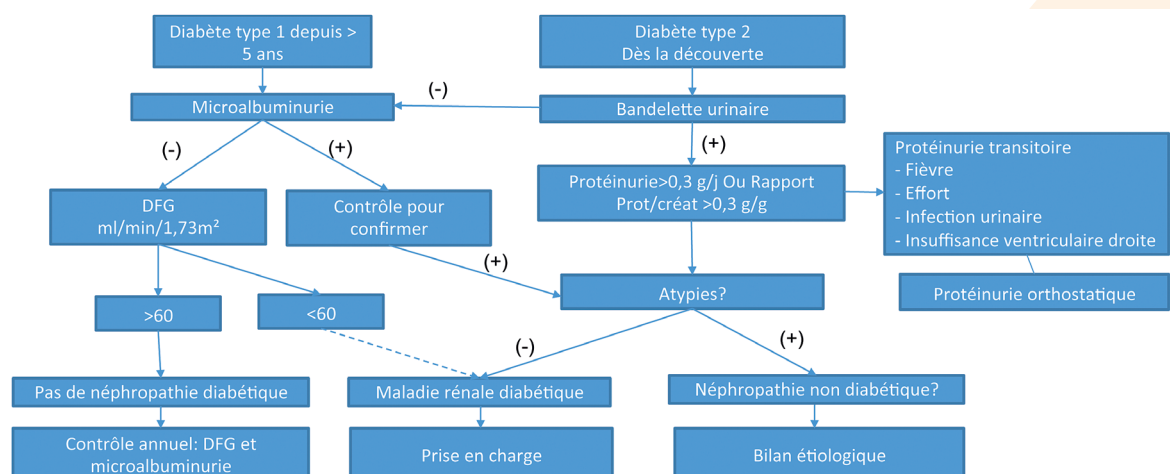 Diabète type 1 depuis >
5 ans
Diabète type 2
Dès la découverte
(-)
Microalbuminurie
Bandelette urinaire
(-)
(+)
(+)
Protéinurie transitoire
- Fièvre
- Effort
- Infection urinaire
- Insuffisance ventriculaire droite
Protéinurie>0,3 g/j Ou Rapport
Prot/créat >0,3 g/g
DFG
ml/min/1,73m²
Contrôle pour
confirmer
(+)
Atypies?
Protéinurie orthostatique
>60
<60
(-)
(+)
Pas de néphropathie diabétique
Maladie rénale diabétique
Néphropathie non diabétique?
Contrôle annuel: DFG et
microalbuminurie
Prise en charge
Bilan étiologique